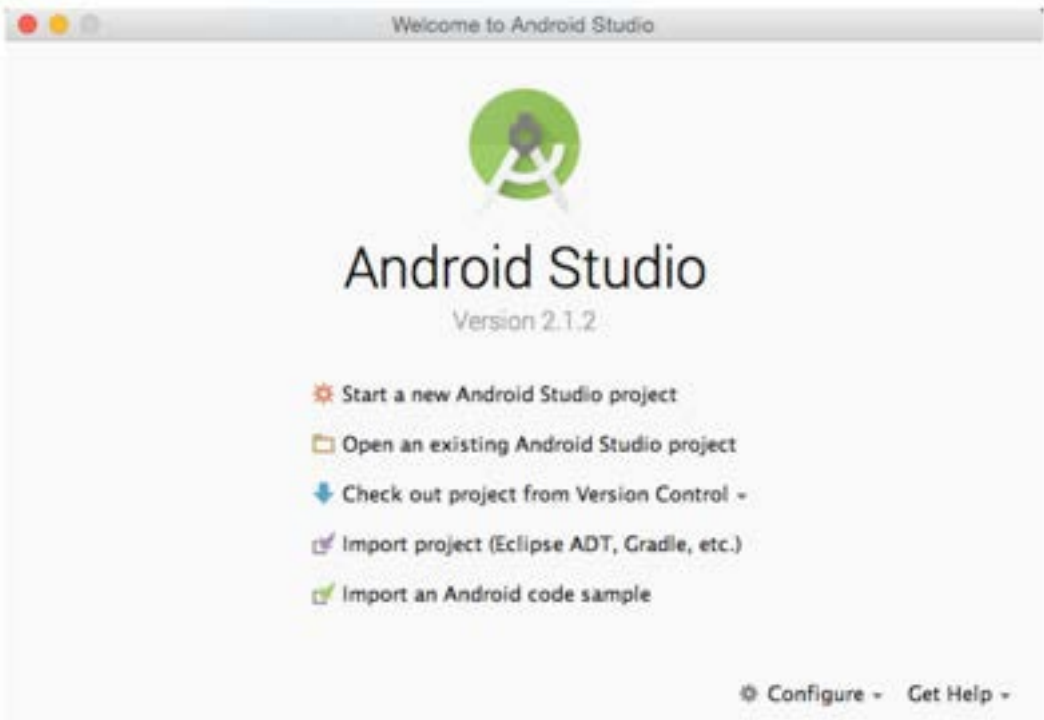 Welcome to Android Studio
Android Studio
Version 2.1.2
Start a new Android Studio project
Open an existing Android Studio project
Check out project from Version Control
Import project (Eclipse ADT, Gradle, etc.)
Import an Android code sample
Configure Get Help